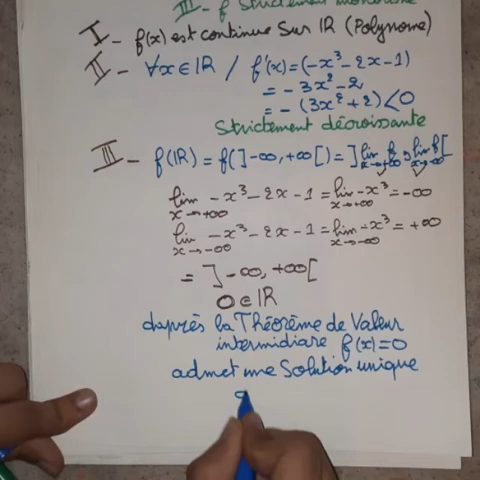 III - f Strictement monotone
I - f(x) est continue sur IR (Polynome)
II - ∀x∈IR / f'(x)=(-x³-2x-1)
= -3x²-2
= -(3x²+2)<0
Strictement décroissante
III - f(IR) = f(]-∞,+∞[) = ]lim f, lim f[
x→+∞ x→-∞
lim -x³-2x-1 = lim -x³ = -∞
x→+∞ x→+∞
lim -x³-2x-1 = lim -x³ = +∞
x→-∞ x→-∞
= ]-∞,+∞[
0∈IR
daprès la Théorème de Valeur
intermidiare f(x)=0
admet une Solution unique